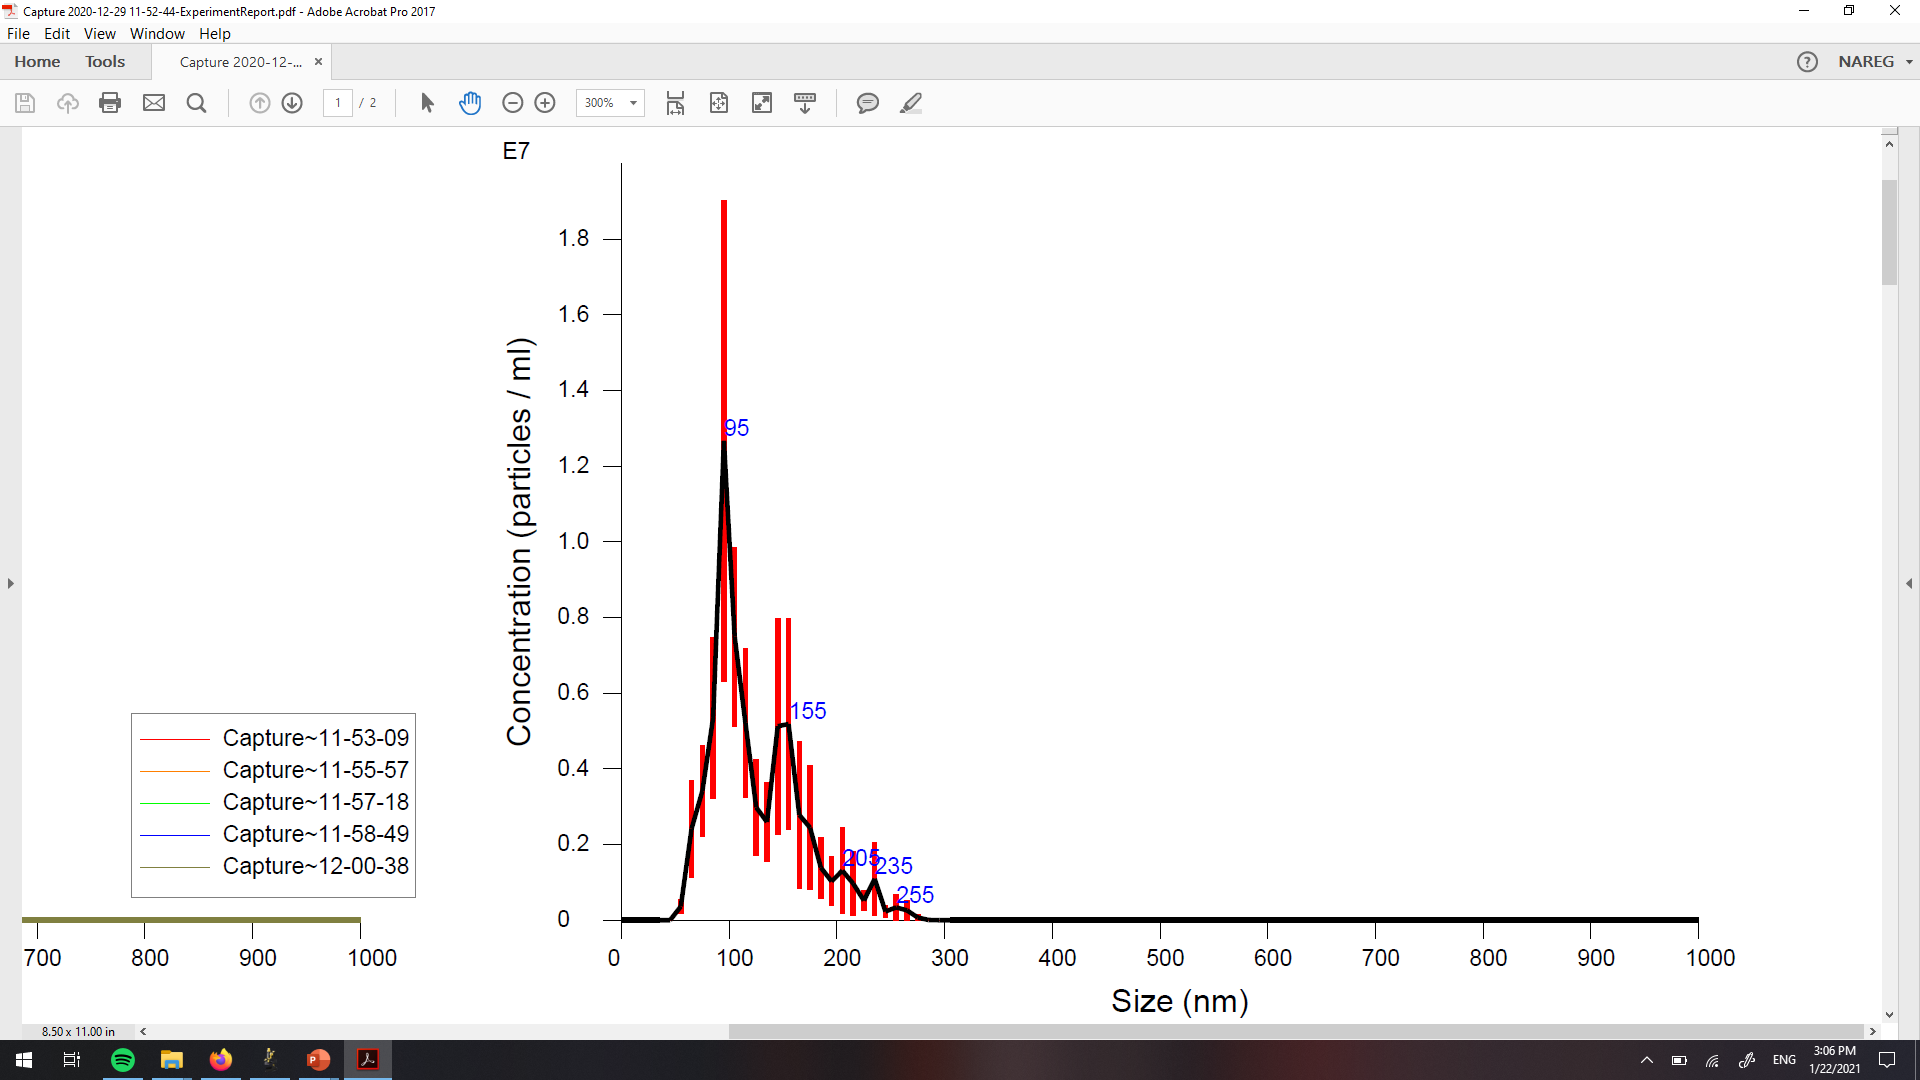 Capture 2020-12-29 11-52-44-ExperimentReport.pdf - Adobe Acrobat Pro 2017
File Edit View Window Help
Home Tools Capture 2020-12-... × ? NAREG
1 / 2 300%
E7
Concentration (particles / ml)
1.8
1.6
1.4
1.2
1.0
0.8
0.6
0.4
0.2
0
95
155
205
235
255
Capture~11-53-09
Capture~11-55-57
Capture~11-57-18
Capture~11-58-49
Capture~12-00-38
700 800 900 1000
0 100 200 300 400 500 600 700 800 900 1000
Size (nm)
8.50 x 11.00 in
ENG
3:06 PM
1/22/2021